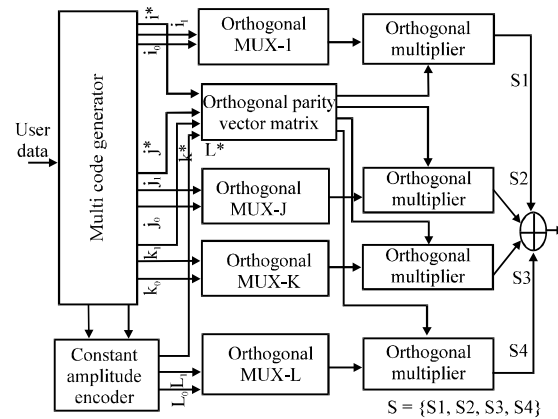 User
data
Multi code generator
i*
i₁
i₀
j*
k*
j₁
j₀
k₁
k₀
Orthogonal
MUX-1
Orthogonal
multiplier
S1
Orthogonal parity
vector matrix
L*
Orthogonal
MUX-J
Orthogonal
multiplier
S2
Orthogonal
MUX-K
Orthogonal
multiplier
S3
Constant
amplitude
encoder
L₁
L₀
Orthogonal
MUX-L
Orthogonal
multiplier
S4
S = {S1, S2, S3, S4}